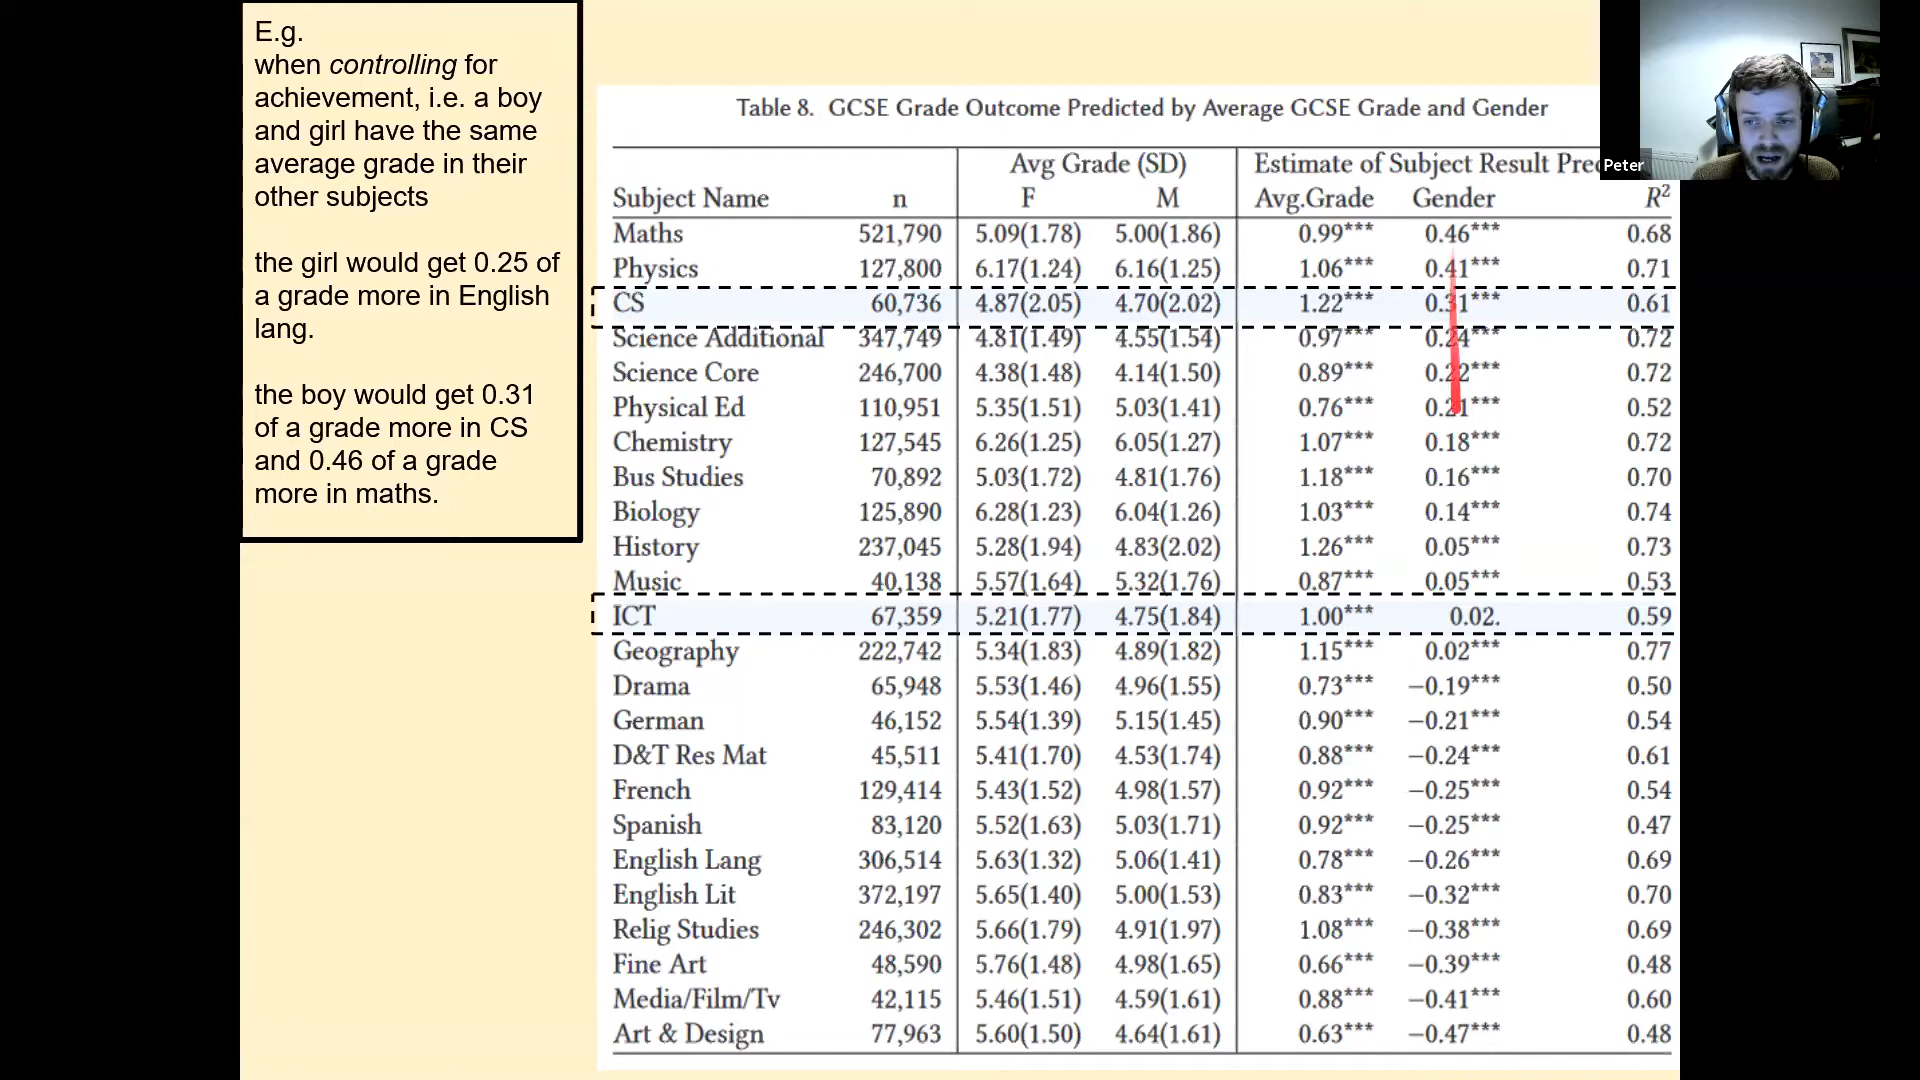 E.g.
when controlling for
achievement, i.e. a boy
and girl have the same
average grade in their
other subjects
the girl would get 0.25 of
a grade more in English
lang.
the boy would get 0.31
of a grade more in CS
and 0.46 of a grade
more in maths.
Table 8. GCSE Grade Outcome Predicted by Average GCSE Grade and Gender
Avg Grade (SD) Estimate of Subject Result Pre
Subject Name n F M Avg.Grade Gender R²
Maths 521,790 5.09(1.78) 5.00(1.86) 0.99*** 0.46*** 0.68
Physics 127,800 6.17(1.24) 6.16(1.25) 1.06*** 0.41*** 0.71
CS 60,736 4.87(2.05) 4.70(2.02) 1.22*** 0.31*** 0.61
Science Additional 347,749 4.81(1.49) 4.55(1.54) 0.97*** 0.24*** 0.72
Science Core 246,700 4.38(1.48) 4.14(1.50) 0.89*** 0.22*** 0.72
Physical Ed 110,951 5.35(1.51) 5.03(1.41) 0.76*** 0.21*** 0.52
Chemistry 127,545 6.26(1.25) 6.05(1.27) 1.07*** 0.18*** 0.72
Bus Studies 70,892 5.03(1.72) 4.81(1.76) 1.18*** 0.16*** 0.70
Biology 125,890 6.28(1.23) 6.04(1.26) 1.03*** 0.14*** 0.74
History 237,045 5.28(1.94) 4.83(2.02) 1.26*** 0.05*** 0.73
Music 40,138 5.57(1.64) 5.32(1.76) 0.87*** 0.05*** 0.53
ICT 67,359 5.21(1.77) 4.75(1.84) 1.00*** 0.02. 0.59
Geography 222,742 5.34(1.83) 4.89(1.82) 1.15*** 0.02*** 0.77
Drama 65,948 5.53(1.46) 4.96(1.55) 0.73*** −0.19*** 0.50
German 46,152 5.54(1.39) 5.15(1.45) 0.90*** −0.21*** 0.54
D&T Res Mat 45,511 5.41(1.70) 4.53(1.74) 0.88*** −0.24*** 0.61
French 129,414 5.43(1.52) 4.98(1.57) 0.92*** −0.25*** 0.54
Spanish 83,120 5.52(1.63) 5.03(1.71) 0.92*** −0.25*** 0.47
English Lang 306,514 5.63(1.32) 5.06(1.41) 0.78*** −0.26*** 0.69
English Lit 372,197 5.65(1.40) 5.00(1.53) 0.83*** −0.32*** 0.70
Relig Studies 246,302 5.66(1.79) 4.91(1.97) 1.08*** −0.38*** 0.69
Fine Art 48,590 5.76(1.48) 4.98(1.65) 0.66*** −0.39*** 0.48
Media/Film/Tv 42,115 5.46(1.51) 4.59(1.61) 0.88*** −0.41*** 0.60
Art & Design 77,963 5.60(1.50) 4.64(1.61) 0.63*** −0.47*** 0.48
Peter